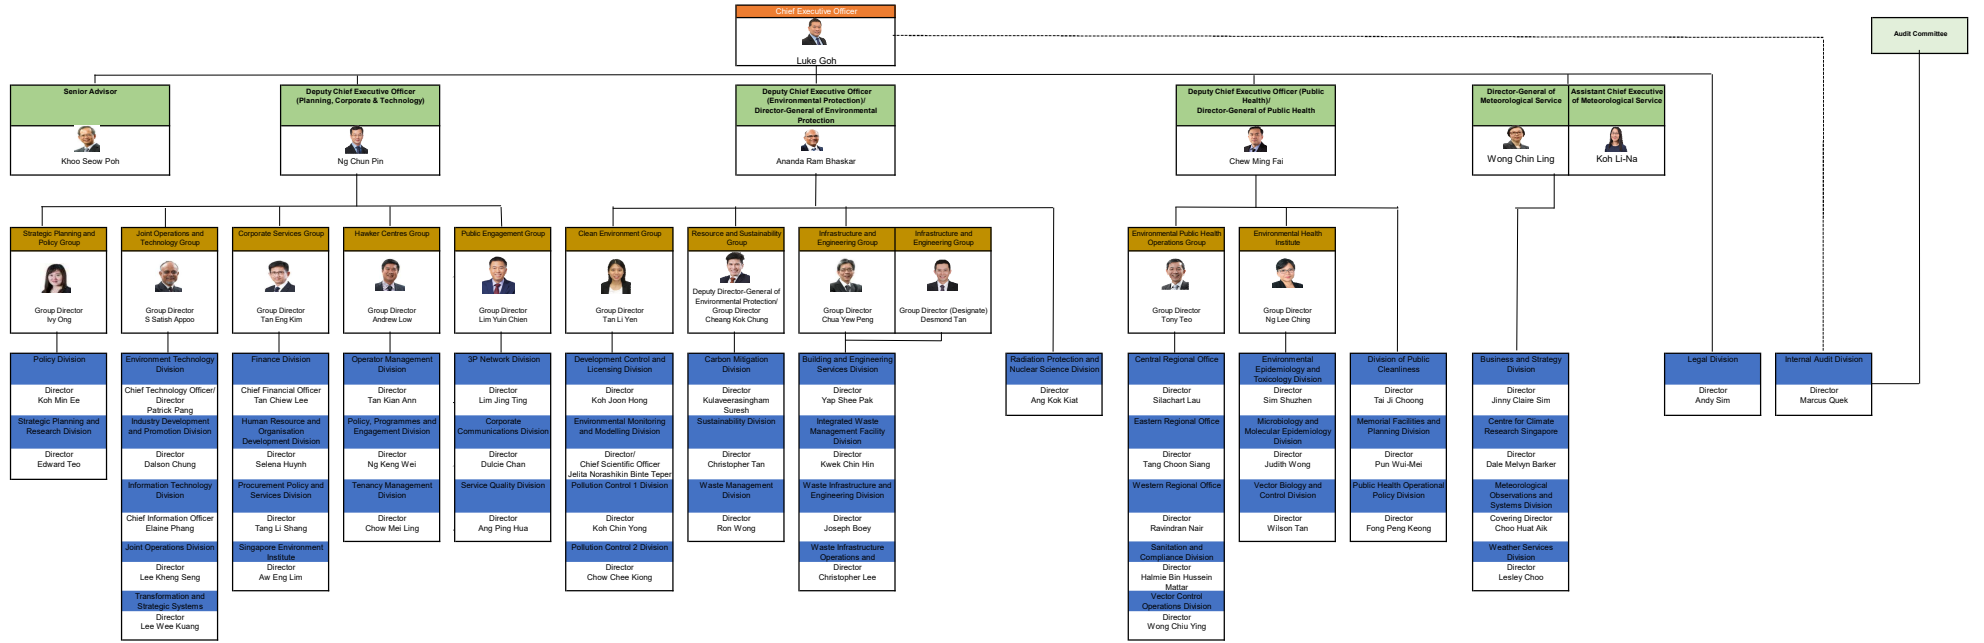 Chief Executive Officer
Luke Goh
Audit Committee
Senior Advisor
Khoo Seow Poh
Deputy Chief Executive Officer
(Planning, Corporate & Technology)
Ng Chun Pin
Deputy Chief Executive Officer
(Environmental Protection)/
Director-General of Environmental
Protection
Ananda Ram Bhaskar
Deputy Chief Executive Officer (Public
Health)/
Director-General of Public Health
Chew Ming Fai
Director-General of
Meteorological Service
Wong Chin Ling
Assistant Chief Executive
of Meteorological Service
Koh Li-Na
Strategic Planning and
Policy Group
Group Director
Ivy Ong
Joint Operations and
Technology Group
Group Director
S Satish Appoo
Corporate Services Group
Group Director
Tan Eng Kim
Hawker Centres Group
Group Director
Andrew Low
Public Engagement Group
Group Director
Lim Yuin Chien
Clean Environment Group
Group Director
Tan Li Yen
Resource and Sustainability
Group
Deputy Director-General of
Environmental Protection/
Group Director
Cheang Kok Chung
Infrastructure and
Engineering Group
Group Director
Chua Yew Peng
Infrastructure and
Engineering Group
Group Director (Designate)
Desmond Tan
Environmental Public Health
Operations Group
Group Director
Tony Teo
Environmental Health
Institute
Group Director
Ng Lee Ching
Policy Division
Director
Koh Min Ee
Strategic Planning and
Research Division
Director
Edward Teo
Environment Technology
Division
Chief Technology Officer/
Director
Patrick Pang
Industry Development
and Promotion Division
Director
Dalson Chung
Information Technology
Division
Chief Information Officer
Elaine Phang
Joint Operations Division
Director
Lee Kheng Seng
Transformation and
Strategic Systems
Director
Lee Wee Kuang
Finance Division
Chief Financial Officer
Tan Chiew Lee
Human Resource and
Organisation
Development Division
Director
Selena Huynh
Procurement Policy and
Services Division
Director
Tang Li Shang
Singapore Environment
Institute
Director
Aw Eng Lim
Operator Management
Division
Director
Tan Kian Ann
Policy, Programmes and
Engagement Division
Director
Ng Keng Wei
Tenancy Management
Division
Director
Chow Mei Ling
3P Network Division
Director
Lim Jing Ting
Corporate
Communications Division
Director
Dulcie Chan
Service Quality Division
Director
Ang Ping Hua
Development Control and
Licensing Division
Director
Koh Joon Hong
Environmental Monitoring
and Modelling Division
Director/
Chief Scientific Officer
Jelita Norashikin Binte Teper
Pollution Control 1 Division
Director
Koh Chin Yong
Pollution Control 2 Division
Director
Chow Chee Kiong
Carbon Mitigation
Division
Director
Kulaveerasingham
Suresh
Sustainability Division
Director
Christopher Tan
Waste Management
Division
Director
Ron Wong
Building and Engineering
Services Division
Director
Yap Shee Pak
Integrated Waste
Management Facility
Division
Director
Kwek Chin Hin
Waste Infrastructure and
Engineering Division
Director
Joseph Boey
Waste Infrastructure
Operations and
Director
Christopher Lee
Radiation Protection and
Nuclear Science Division
Director
Ang Kok Kiat
Central Regional Office
Director
Silachart Lau
Eastern Regional Office
Director
Tang Choon Siang
Western Regional Office
Director
Ravindran Nair
Sanitation and
Compliance Division
Director
Halmie Bin Hussein
Mattar
Vector Control
Operations Division
Director
Wong Chiu Ying
Environmental
Epidemiology and
Toxicology Division
Director
Sim Shuzhen
Microbiology and
Molecular Epidemiology
Division
Director
Judith Wong
Vector Biology and
Control Division
Director
Wilson Tan
Division of Public
Cleanliness
Director
Tai Ji Choong
Memorial Facilities and
Planning Division
Director
Pun Wui-Mei
Public Health Operational
Policy Division
Director
Fong Peng Keong
Business and Strategy
Division
Director
Jinny Claire Sim
Centre for Climate
Research Singapore
Director
Dale Melvyn Barker
Meteorological
Observations and
Systems Division
Covering Director
Choo Huat Aik
Weather Services
Division
Director
Lesley Choo
Legal Division
Director
Andy Sim
Internal Audit Division
Director
Marcus Quek